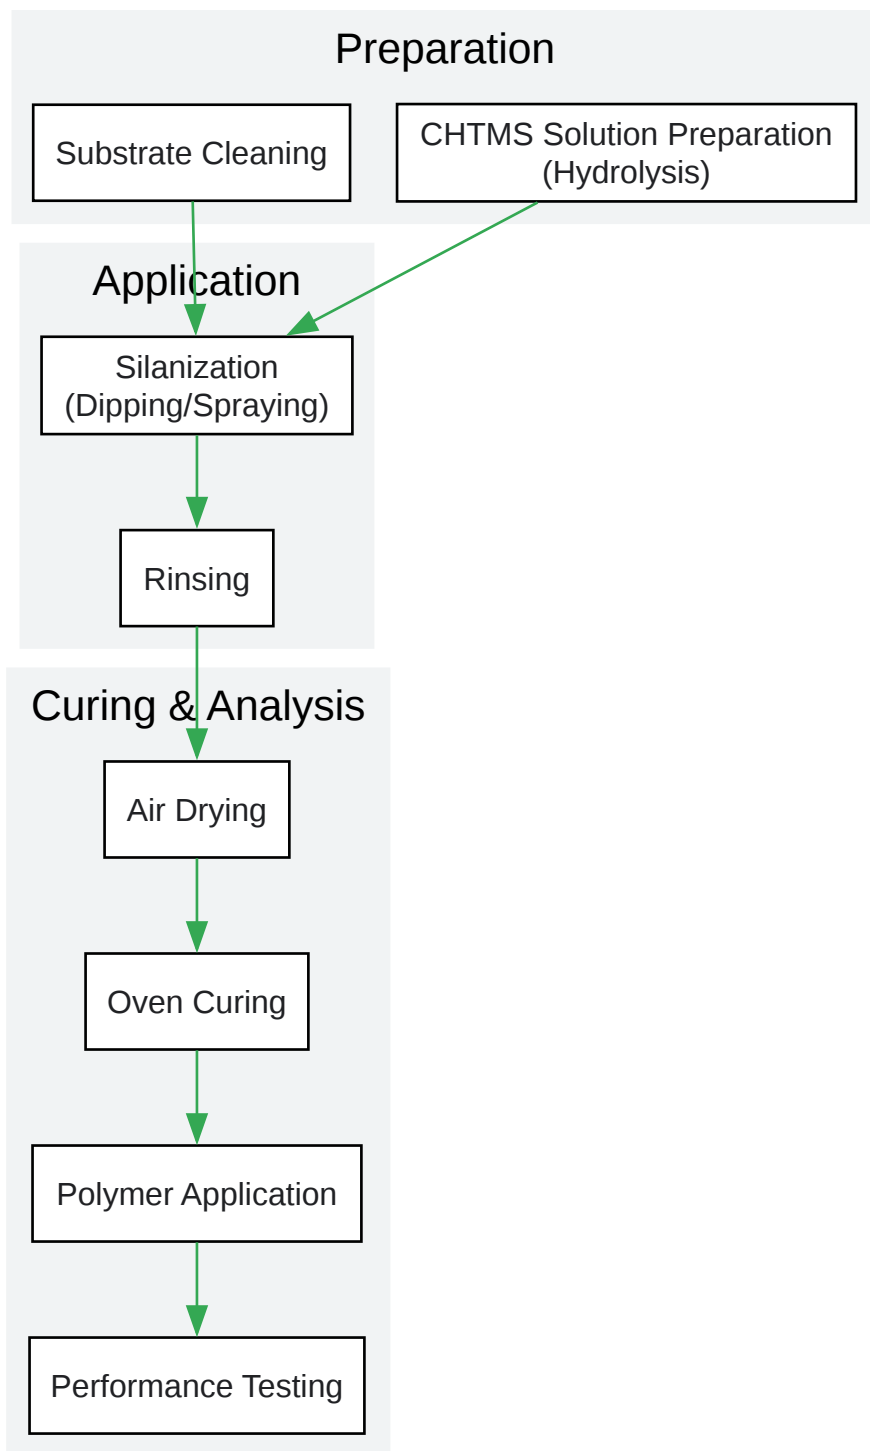 Preparation
Substrate Cleaning
CHTMS Solution Preparation
(Hydrolysis)
Application
Silanization
(Dipping/Spraying)
Rinsing
Curing & Analysis
Air Drying
Oven Curing
Polymer Application
Performance Testing